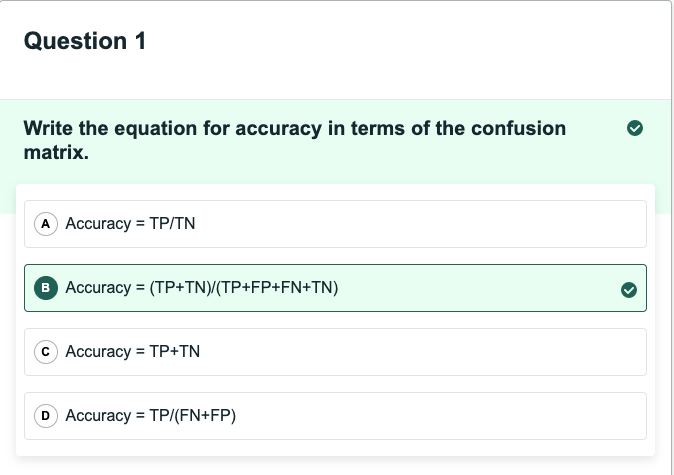 Question 1
Write the equation for accuracy in terms of the confusion
matrix.
A Accuracy = TP/TN
B Accuracy = (TP+TN)/(TP+FP+FN+TN)
C Accuracy = TP+TN
D Accuracy = TP/(FN+FP)